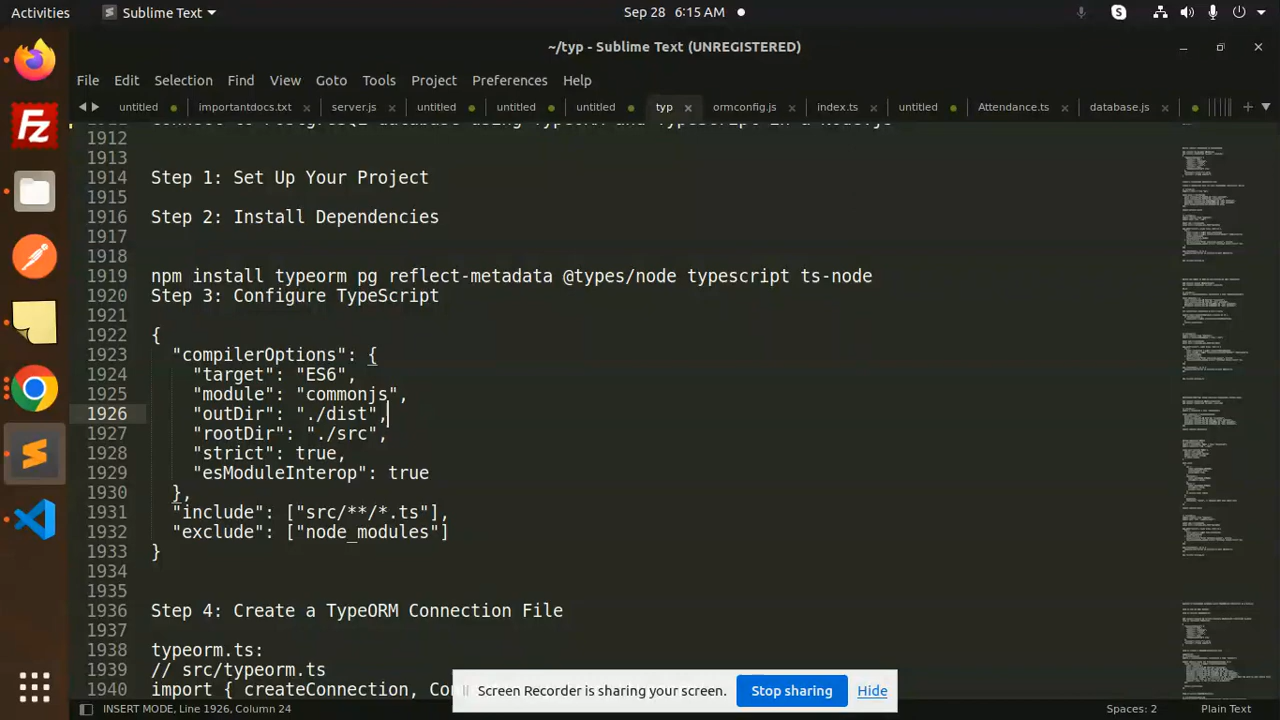 Activities Sublime Text Sep 28 6:15 AM
~/typ - Sublime Text (UNREGISTERED)
File Edit Selection Find View Goto Tools Project Preferences Help
untitled importantdocs.txt server.js untitled untitled untitled typ ormconfig.js index.ts untitled Attendance.ts database.js
1912
1913
1914 Step 1: Set Up Your Project
1915
1916 Step 2: Install Dependencies
1917
1918
1919 npm install typeorm pg reflect-metadata @types/node typescript ts-node
1920 Step 3: Configure TypeScript
1921
1922 {
1923 "compilerOptions": {
1924 "target": "ES6",
1925 "module": "commonjs",
1926 "outDir": "./dist",
1927 "rootDir": "./src",
1928 "strict": true,
1929 "esModuleInterop": true
1930 },
1931 "include": ["src/**/*.ts"],
1932 "exclude": ["node_modules"]
1933 }
1934
1935
1936 Step 4: Create a TypeORM Connection File
1937
1938 typeorm.ts:
1939 // src/typeorm.ts
1940 import { createConnection,
Screen Recorder is sharing your screen. Stop sharing Hide
INSERT MODE, Line 1926, Column 24 Spaces: 2 Plain Text